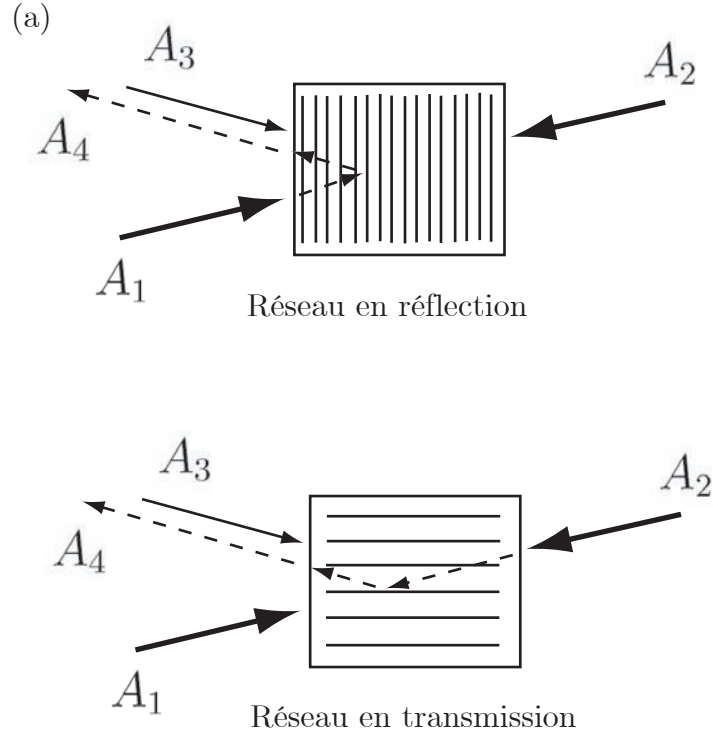 (a)
A3
A2
A4
A1
Réseau en réflection
A3
A2
A4
A1
Réseau en transmission